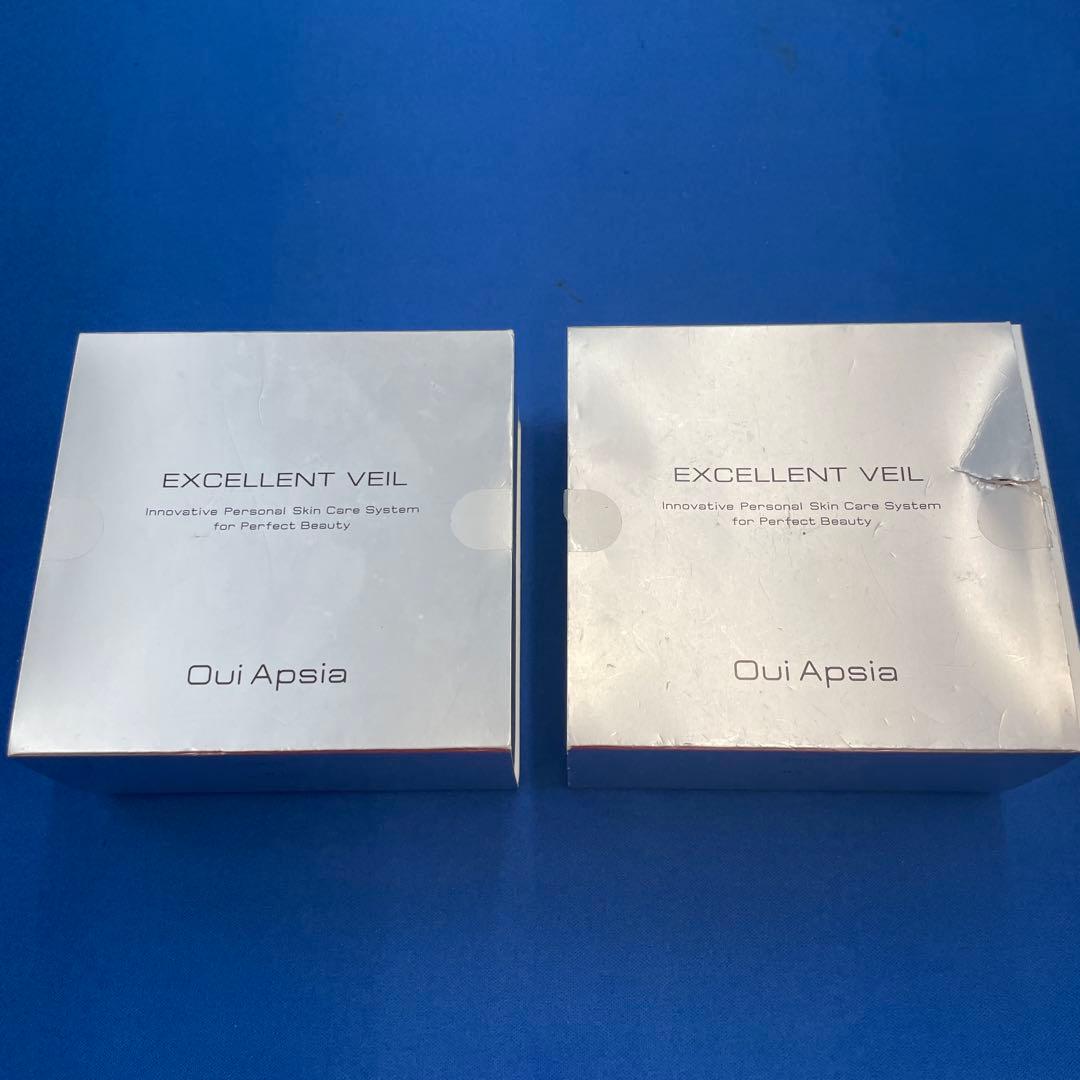 EXCELLENT VEIL
Innovative Personal Skin Care System
for Perfect Beauty
Oui Apsia
EXCELLENT VEIL
Innovative Personal Skin Care System
for Perfect Beauty
Oui Apsia